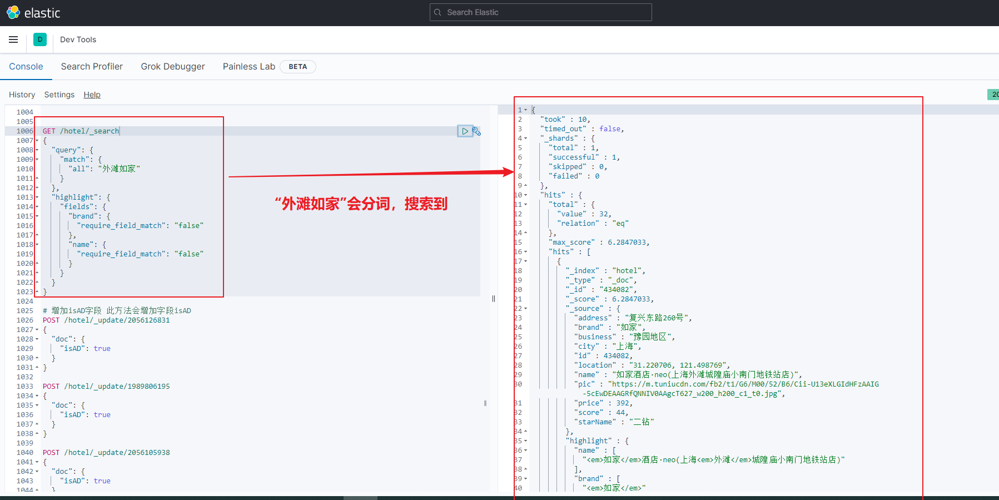 elastic
Search Elastic
D
Dev Tools
Console
Search Profiler
Grok Debugger
Painless Lab
BETA
History
Settings
Help
1004
1005
1006 GET /hotel/_search
1007 {
1008 "query": {
1009 "match": {
1010 "all": "外滩如家"
1011 }
1012 },
1013 "highlight": {
1014 "fields": {
1015 "brand": {
1016 "require_field_match": "false"
1017 },
1018 "name": {
1019 "require_field_match": "false"
1020 }
1021 }
1022 }
1023 }
1024
1025 # 增加isAD字段 此方法会增加字段isAD
1026 POST /hotel/_update/2056126831
1027 {
1028 "doc": {
1029 "isAD": true
1030 }
1031 }
1032
1033 POST /hotel/_update/1989806195
1034 {
1035 "doc": {
1036 "isAD": true
1037 }
1038 }
1039
1040 POST /hotel/_update/2056105938
1041 {
1042 "doc": {
1043 "isAD": true
1044 }
“外滩如家”会分词，搜索到
20
1 {
2 "took" : 10,
3 "timed_out" : false,
4 "_shards" : {
5 "total" : 1,
6 "successful" : 1,
7 "skipped" : 0,
8 "failed" : 0
9 },
10 "hits" : {
11 "total" : {
12 "value" : 32,
13 "relation" : "eq"
14 },
15 "max_score" : 6.2847033,
16 "hits" : [
17 {
18 "_index" : "hotel",
19 "_type" : "_doc",
20 "_id" : "434082",
21 "_score" : 6.2847033,
22 "_source" : {
23 "address" : "复兴东路260号",
24 "brand" : "如家",
25 "business" : "豫园地区",
26 "city" : "上海",
27 "id" : 434082,
28 "location" : "31.220706, 121.498769",
29 "name" : "如家酒店·neo(上海外滩城隍庙小南门地铁站店)",
30 "pic" : "https://m.tuniucdn.com/fb2/t1/G6/M00/52/B6/Cii-U13eXLGIdHFzAAIG
-5cEwDEAAGRfQNNIV0AAgcT627_w200_h200_c1_t0.jpg",
31 "price" : 392,
32 "score" : 44,
33 "starName" : "二钻"
34 },
35 "highlight" : {
36 "name" : [
37 "<em>如家</em>酒店·neo(上海<em>外滩</em>城隍庙小南门地铁站店)"
38 ],
39 "brand" : [
40 "<em>如家</em>"